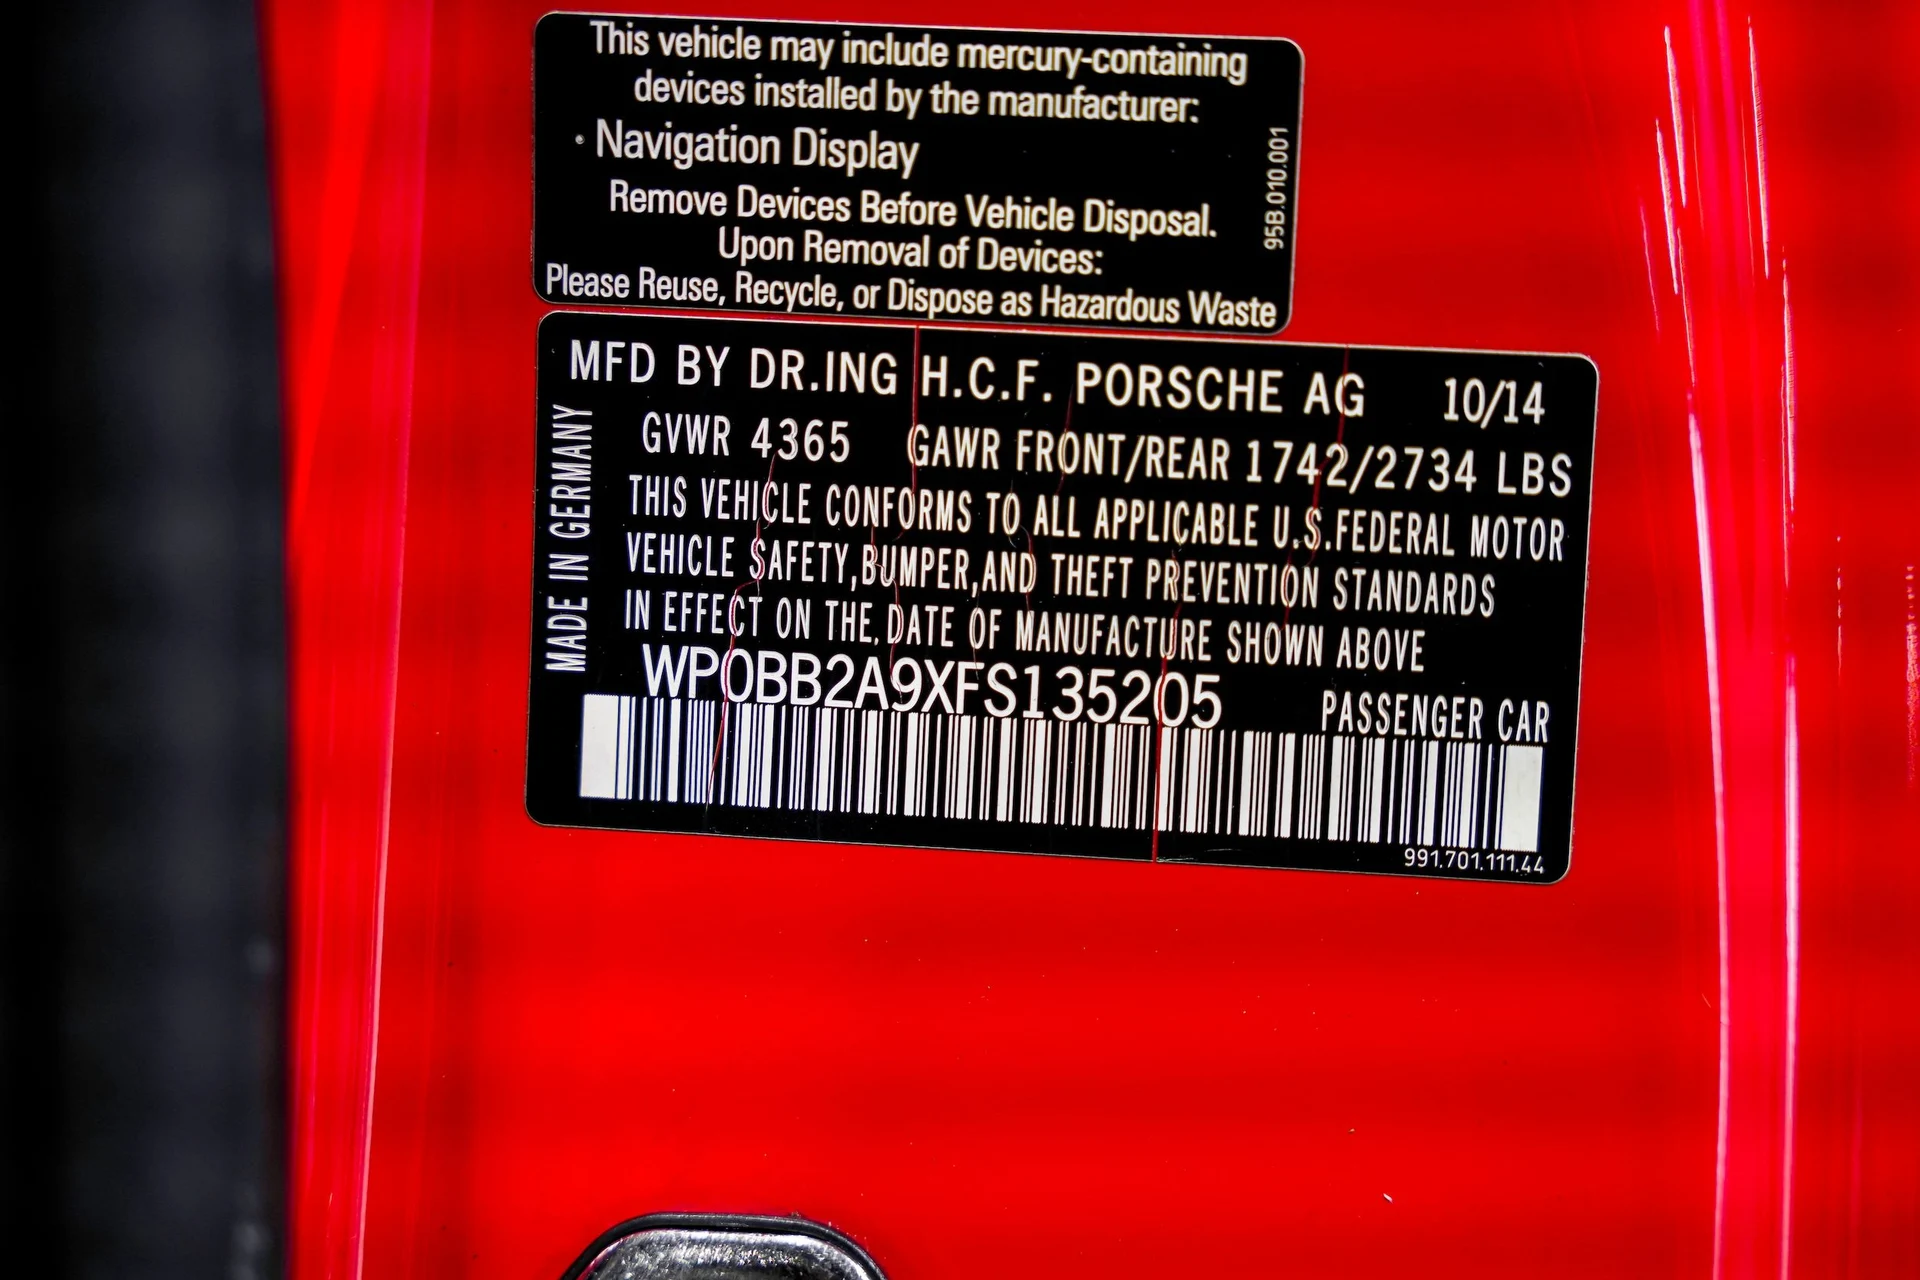 This vehicle may include mercury-containing
devices installed by the manufacturer:
• Navigation Display
Remove Devices Before Vehicle Disposal.
Upon Removal of Devices:
Please Reuse, Recycle, or Dispose as Hazardous Waste
95B.010.001
MFD BY DR.ING H.C.F. PORSCHE AG 10/14
GVWR 4365 GAWR FRONT/REAR 1742/2734 LBS
THIS VEHICLE CONFORMS TO ALL APPLICABLE U.S.FEDERAL MOTOR
VEHICLE SAFETY,BUMPER,AND THEFT PREVENTION STANDARDS
IN EFFECT ON THE DATE OF MANUFACTURE SHOWN ABOVE
WP0BB2A9XFS135205 PASSENGER CAR
MADE IN GERMANY
991.701.111.44